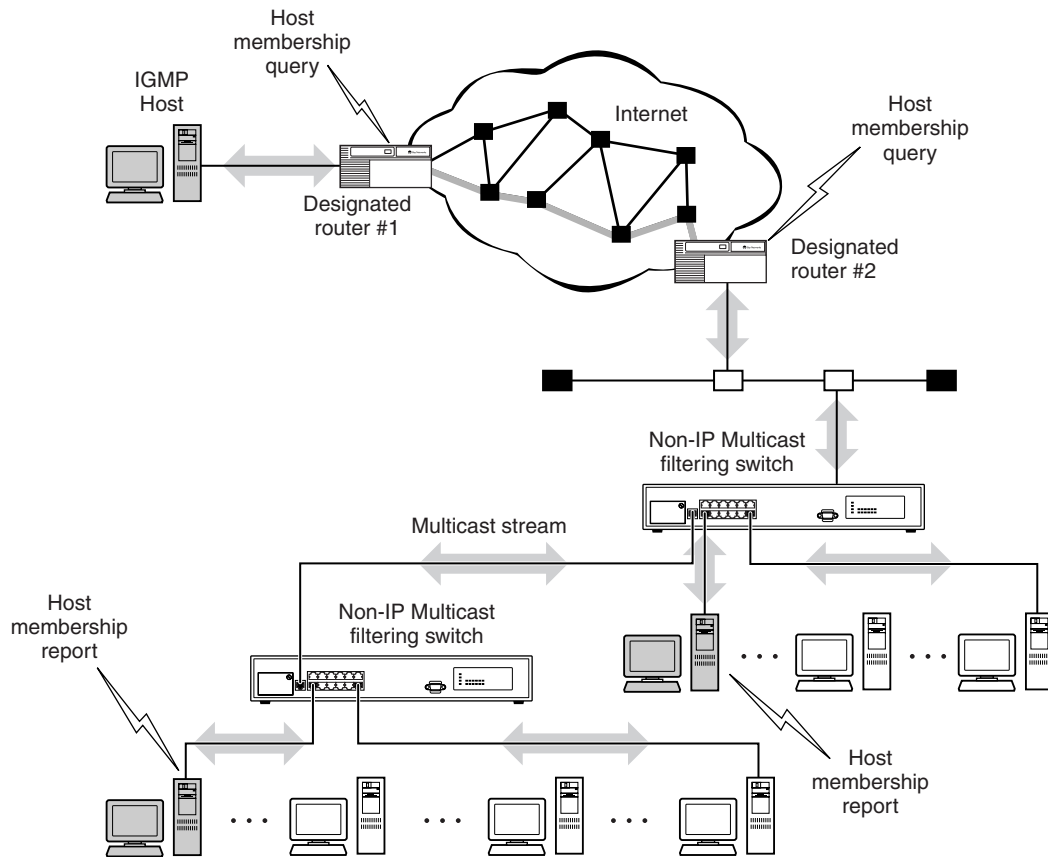 Host
membership
query
IGMP
Host
Internet
Host
membership
query
Designated
router #1
Designated
router #2
Non-IP Multicast
filtering switch
Multicast stream
Host
membership
report
Non-IP Multicast
filtering switch
Host
membership
report